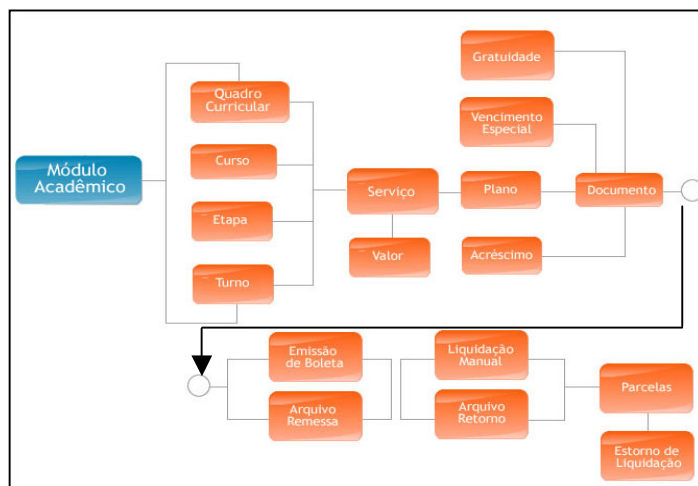 Gratuidade
Quadro
Curricular
Vencimento
Especial
Módulo
Acadêmico
Curso
Serviço
Plano
Documento
Etapa
Valor
Acréscimo
Turno
Emissão
de Boleta
Liquidação
Manual
Arquivo
Remessa
Arquivo
Retorno
Parcelas
Estorno de
Liquidação